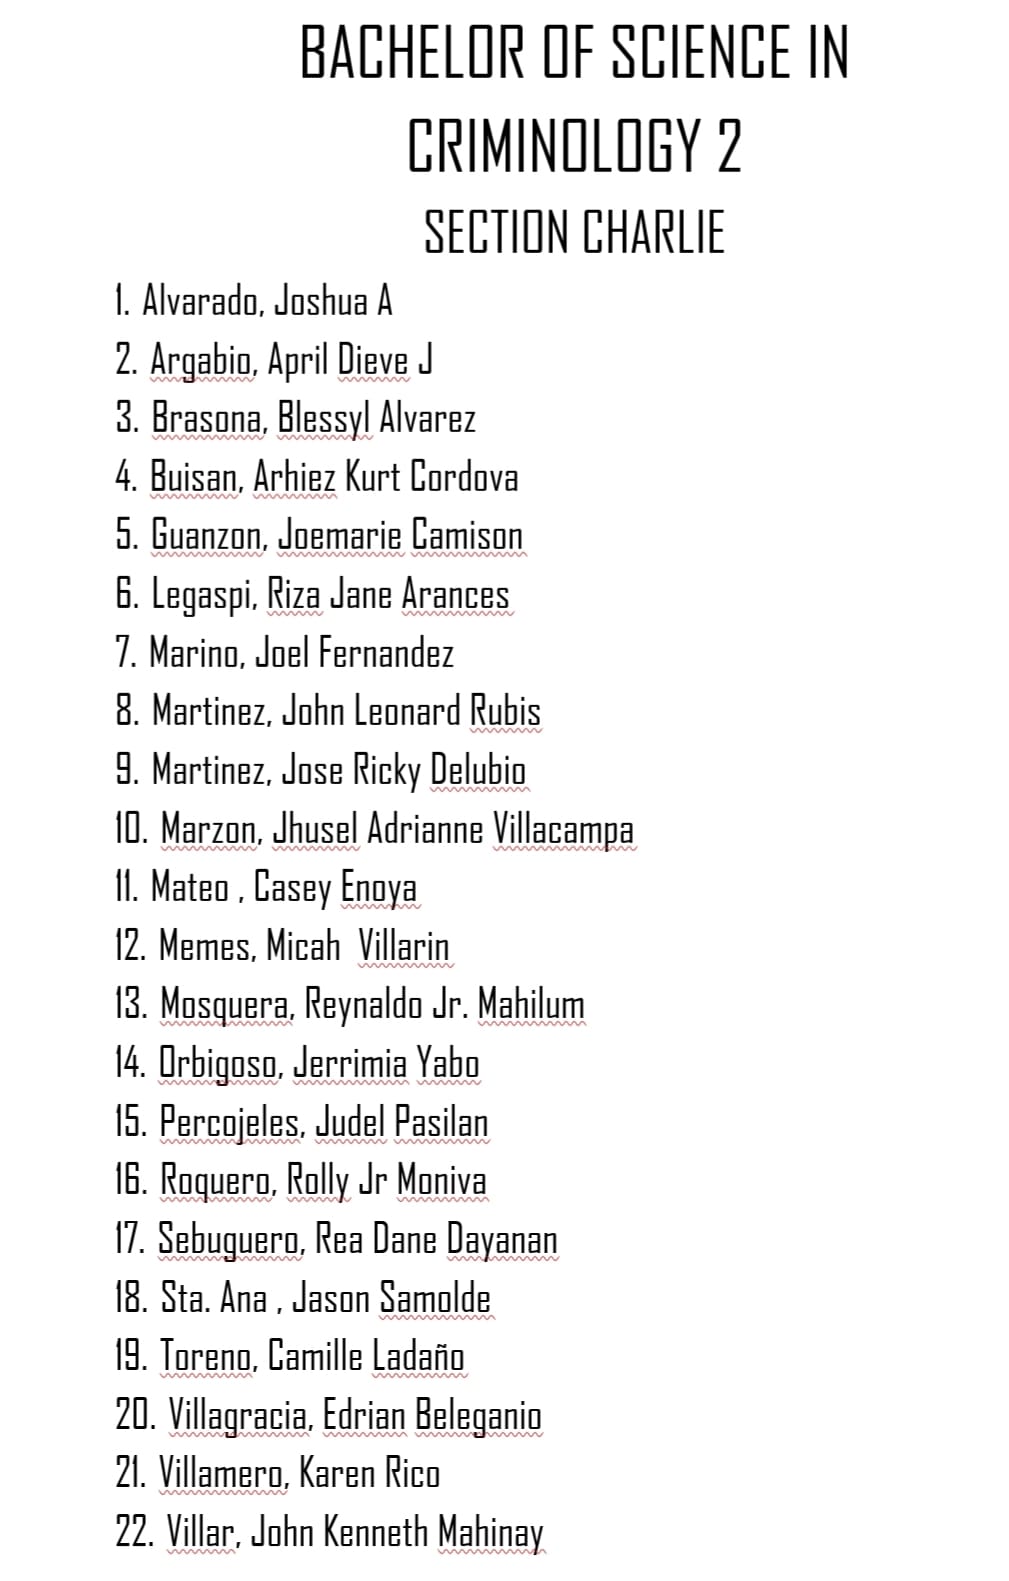 BACHELOR OF SCIENCE IN
CRIMINOLOGY 2
SECTION CHARLIE
1. Alvarado, Joshua A
2. Argabio, April Dieve J
3. Brasona, Blessyl Alvarez
4. Buisan, Arhiez Kurt Cordova
5. Guanzon, Joemarie Camison
6. Legaspi, Riza Jane Arances
7. Marino, Joel Fernandez
8. Martinez, John Leonard Rubis
9. Martinez, Jose Ricky Delubio
10. Marzon, Jhusel Adrianne Villacampa
11. Mateo , Casey Enoya
12. Memes, Micah  Villarin
13. Mosquera, Reynaldo Jr. Mahilum
14. Orbigoso, Jerrimia Yabo
15. Percojeles, Judel Pasilan
16. Roquero, Rolly Jr Moniva
17. Sebuguero, Rea Dane Dayanan
18. Sta. Ana , Jason Samolde
19. Toreno, Camille Ladaño
20. Villagracia, Edrian Beleganio
21. Villamero, Karen Rico
22. Villar, John Kenneth Mahinay